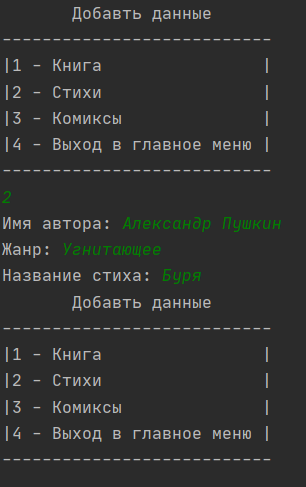 Добавть данные
---------------------------
|1 - Книга                |
|2 - Стихи                |
|3 - Комиксы              |
|4 - Выход в главное меню |
---------------------------
2
Имя автора: Александр Пушкин
Жанр: Угнитающее
Название стиха: Буря
Добавть данные
---------------------------
|1 - Книга                |
|2 - Стихи                |
|3 - Комиксы              |
|4 - Выход в главное меню |
---------------------------